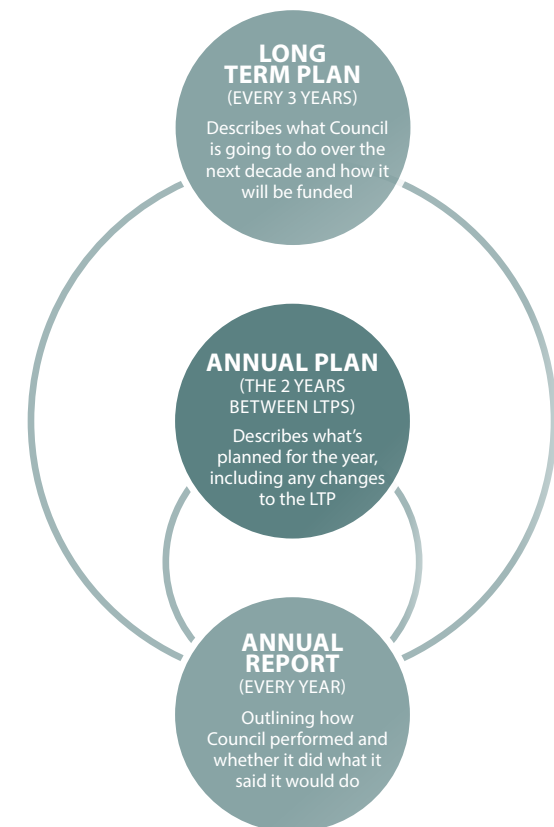 LONG
TERM PLAN
(EVERY 3 YEARS)
Describes what Council
is going to do over the
next decade and how it
will be funded
ANNUAL PLAN
(THE 2 YEARS
BETWEEN LTPS)
Describes what's
planned for the year,
including any changes
to the LTP
ANNUAL
REPORT
(EVERY YEAR)
Outlining how
Council performed and
whether it did what it
said it would do